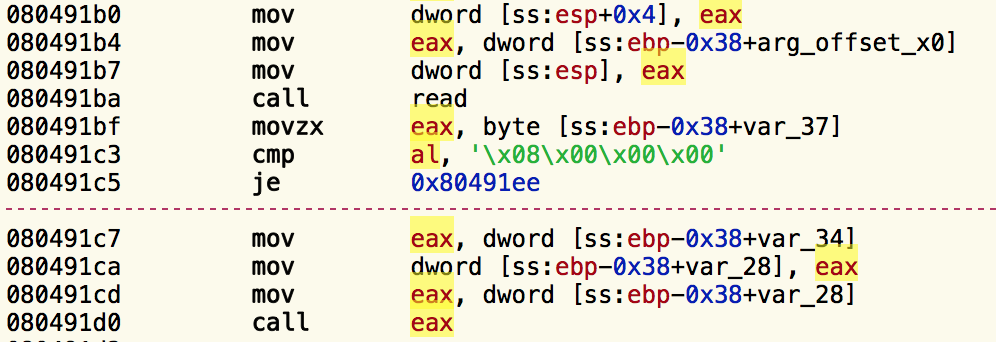 080491b0 mov dword [ss:esp+0x4], eax
080491b4 mov eax, dword [ss:ebp-0x38+arg_offset_x0]
080491b7 mov dword [ss:esp], eax
080491ba call read
080491bf movzx eax, byte [ss:ebp-0x38+var_37]
080491c3 cmp al, '\x08\x00\x00\x00'
080491c5 je 0x80491ee
080491c7 mov eax, dword [ss:ebp-0x38+var_34]
080491ca mov dword [ss:ebp-0x38+var_28], eax
080491cd mov eax, dword [ss:ebp-0x38+var_28]
080491d0 call eax